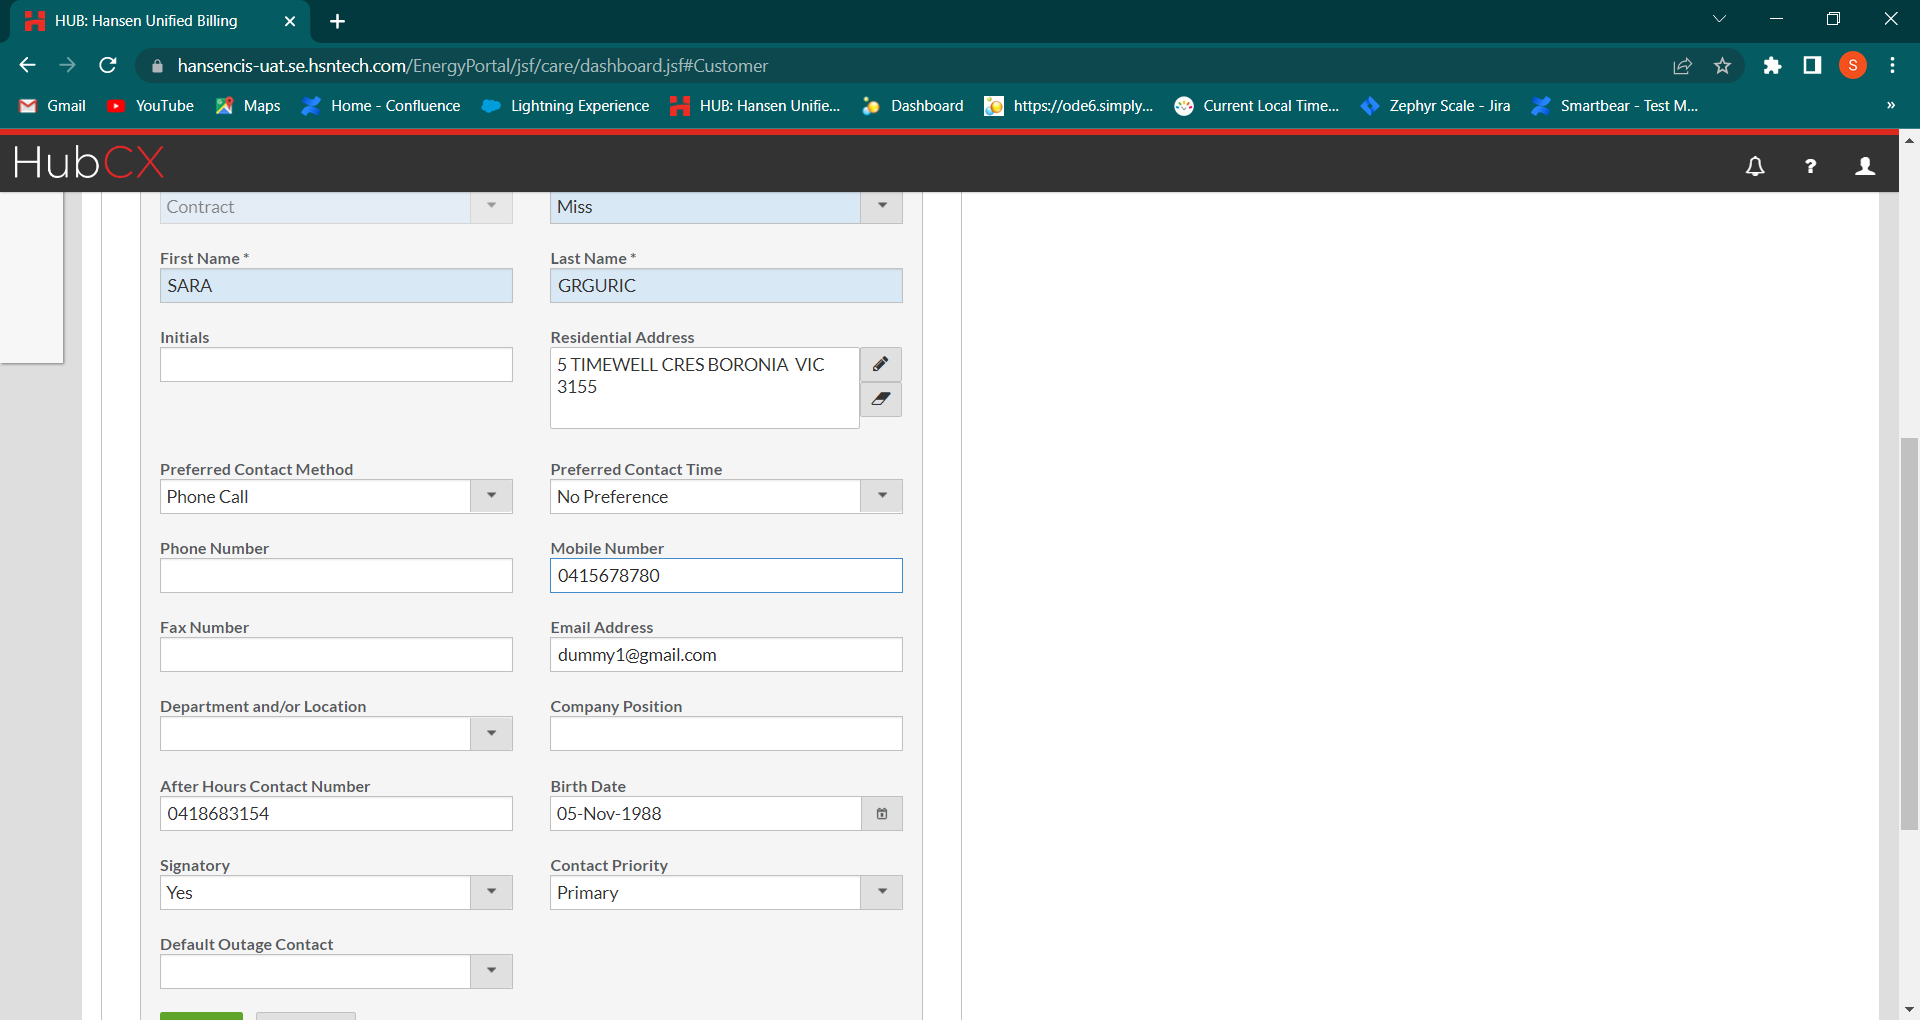 HUB: Hansen Unified Billing
hansencis-uat.se.hsntech.com/EnergyPortal/jsf/care/dashboard.jsf#Customer
S
Gmail YouTube Maps Home - Confluence Lightning Experience HUB: Hansen Unifie... Dashboard https://ode6.simply... Current Local Time... Zephyr Scale - Jira Smartbear - Test M... »
HubCX
?
Contract Miss
First Name * Last Name *
SARA GRGURIC
Initials Residential Address
5 TIMEWELL CRES BORONIA  VIC
3155
Preferred Contact Method Preferred Contact Time
Phone Call No Preference
Phone Number Mobile Number
0415678780
Fax Number Email Address
dummy1@gmail.com
Department and/or Location Company Position
After Hours Contact Number Birth Date
0418683154 05-Nov-1988
Signatory Contact Priority
Yes Primary
Default Outage Contact